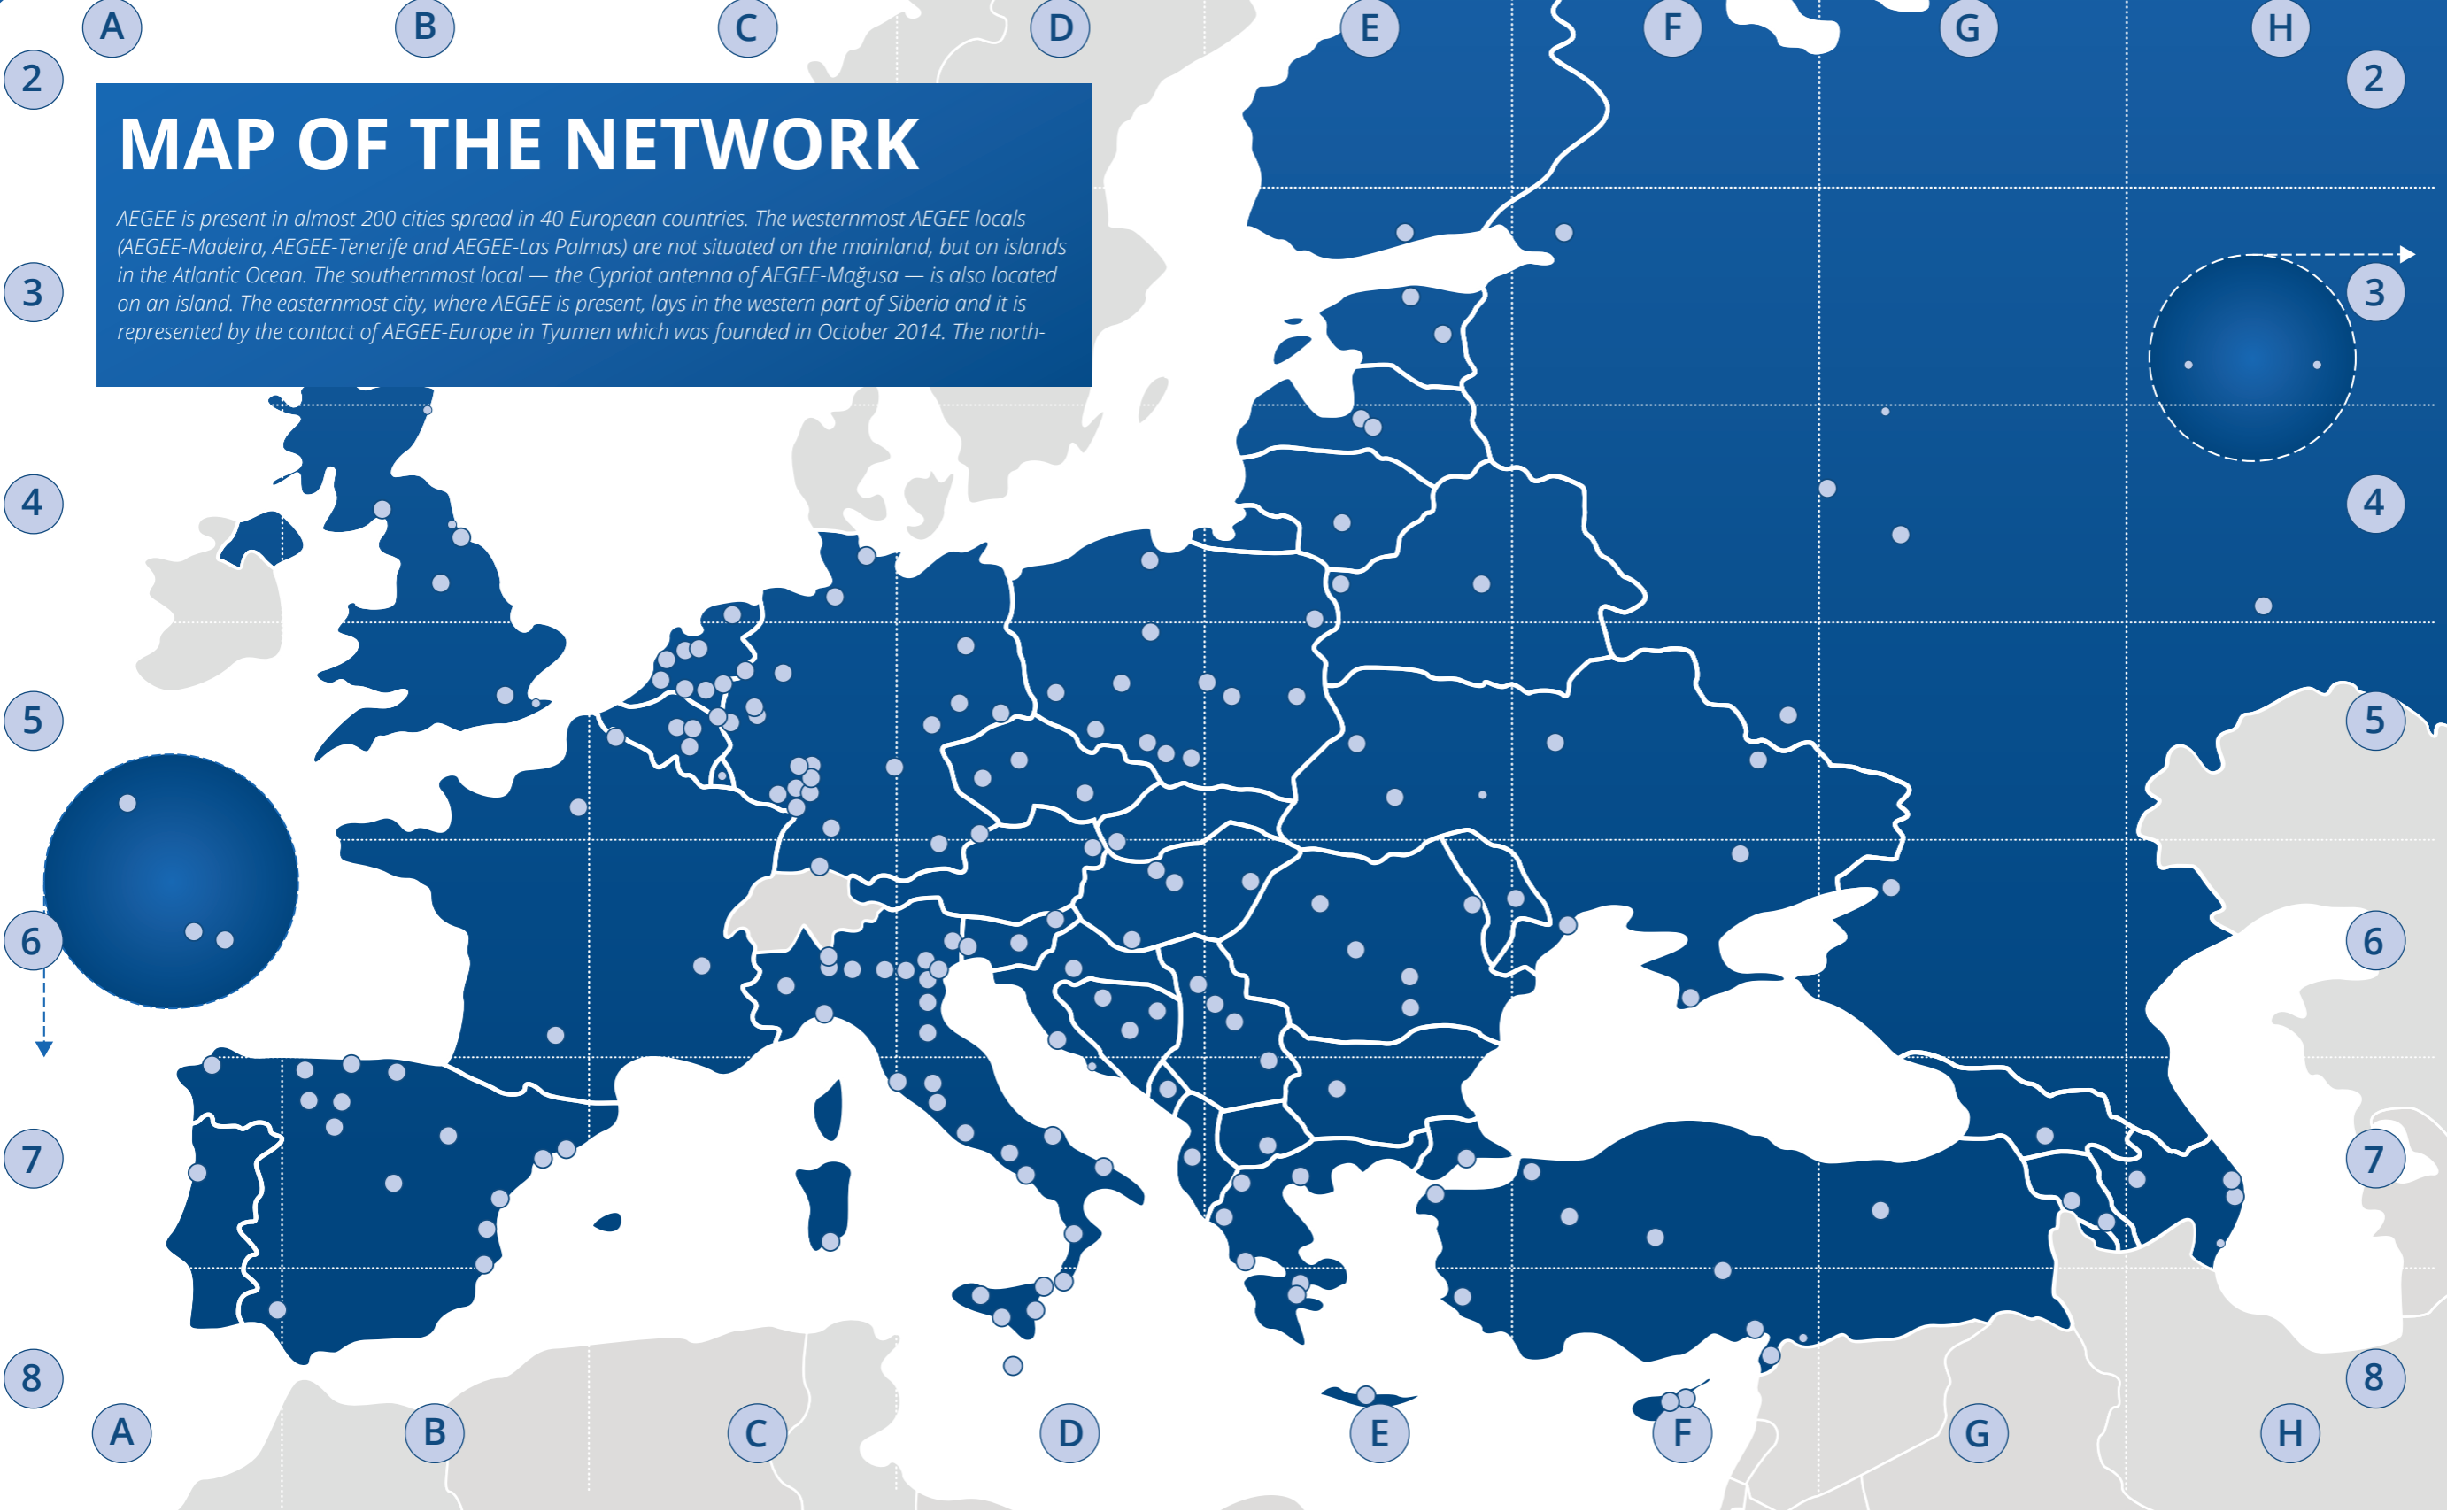 A B C D E F G H
2 2
MAP OF THE NETWORK
AEGEE is present in almost 200 cities spread in 40 European countries. The westernmost AEGEE locals
(AEGEE-Madeira, AEGEE-Tenerife and AEGEE-Las Palmas) are not situated on the mainland, but on islands
in the Atlantic Ocean. The southernmost local — the Cypriot antenna of AEGEE-Mağusa — is also located
on an island. The easternmost city, where AEGEE is present, lays in the western part of Siberia and it is
represented by the contact of AEGEE-Europe in Tyumen which was founded in October 2014. The north-
3 3
4 4
5 5
6 6
7 7
8 8
A B C D E F G H